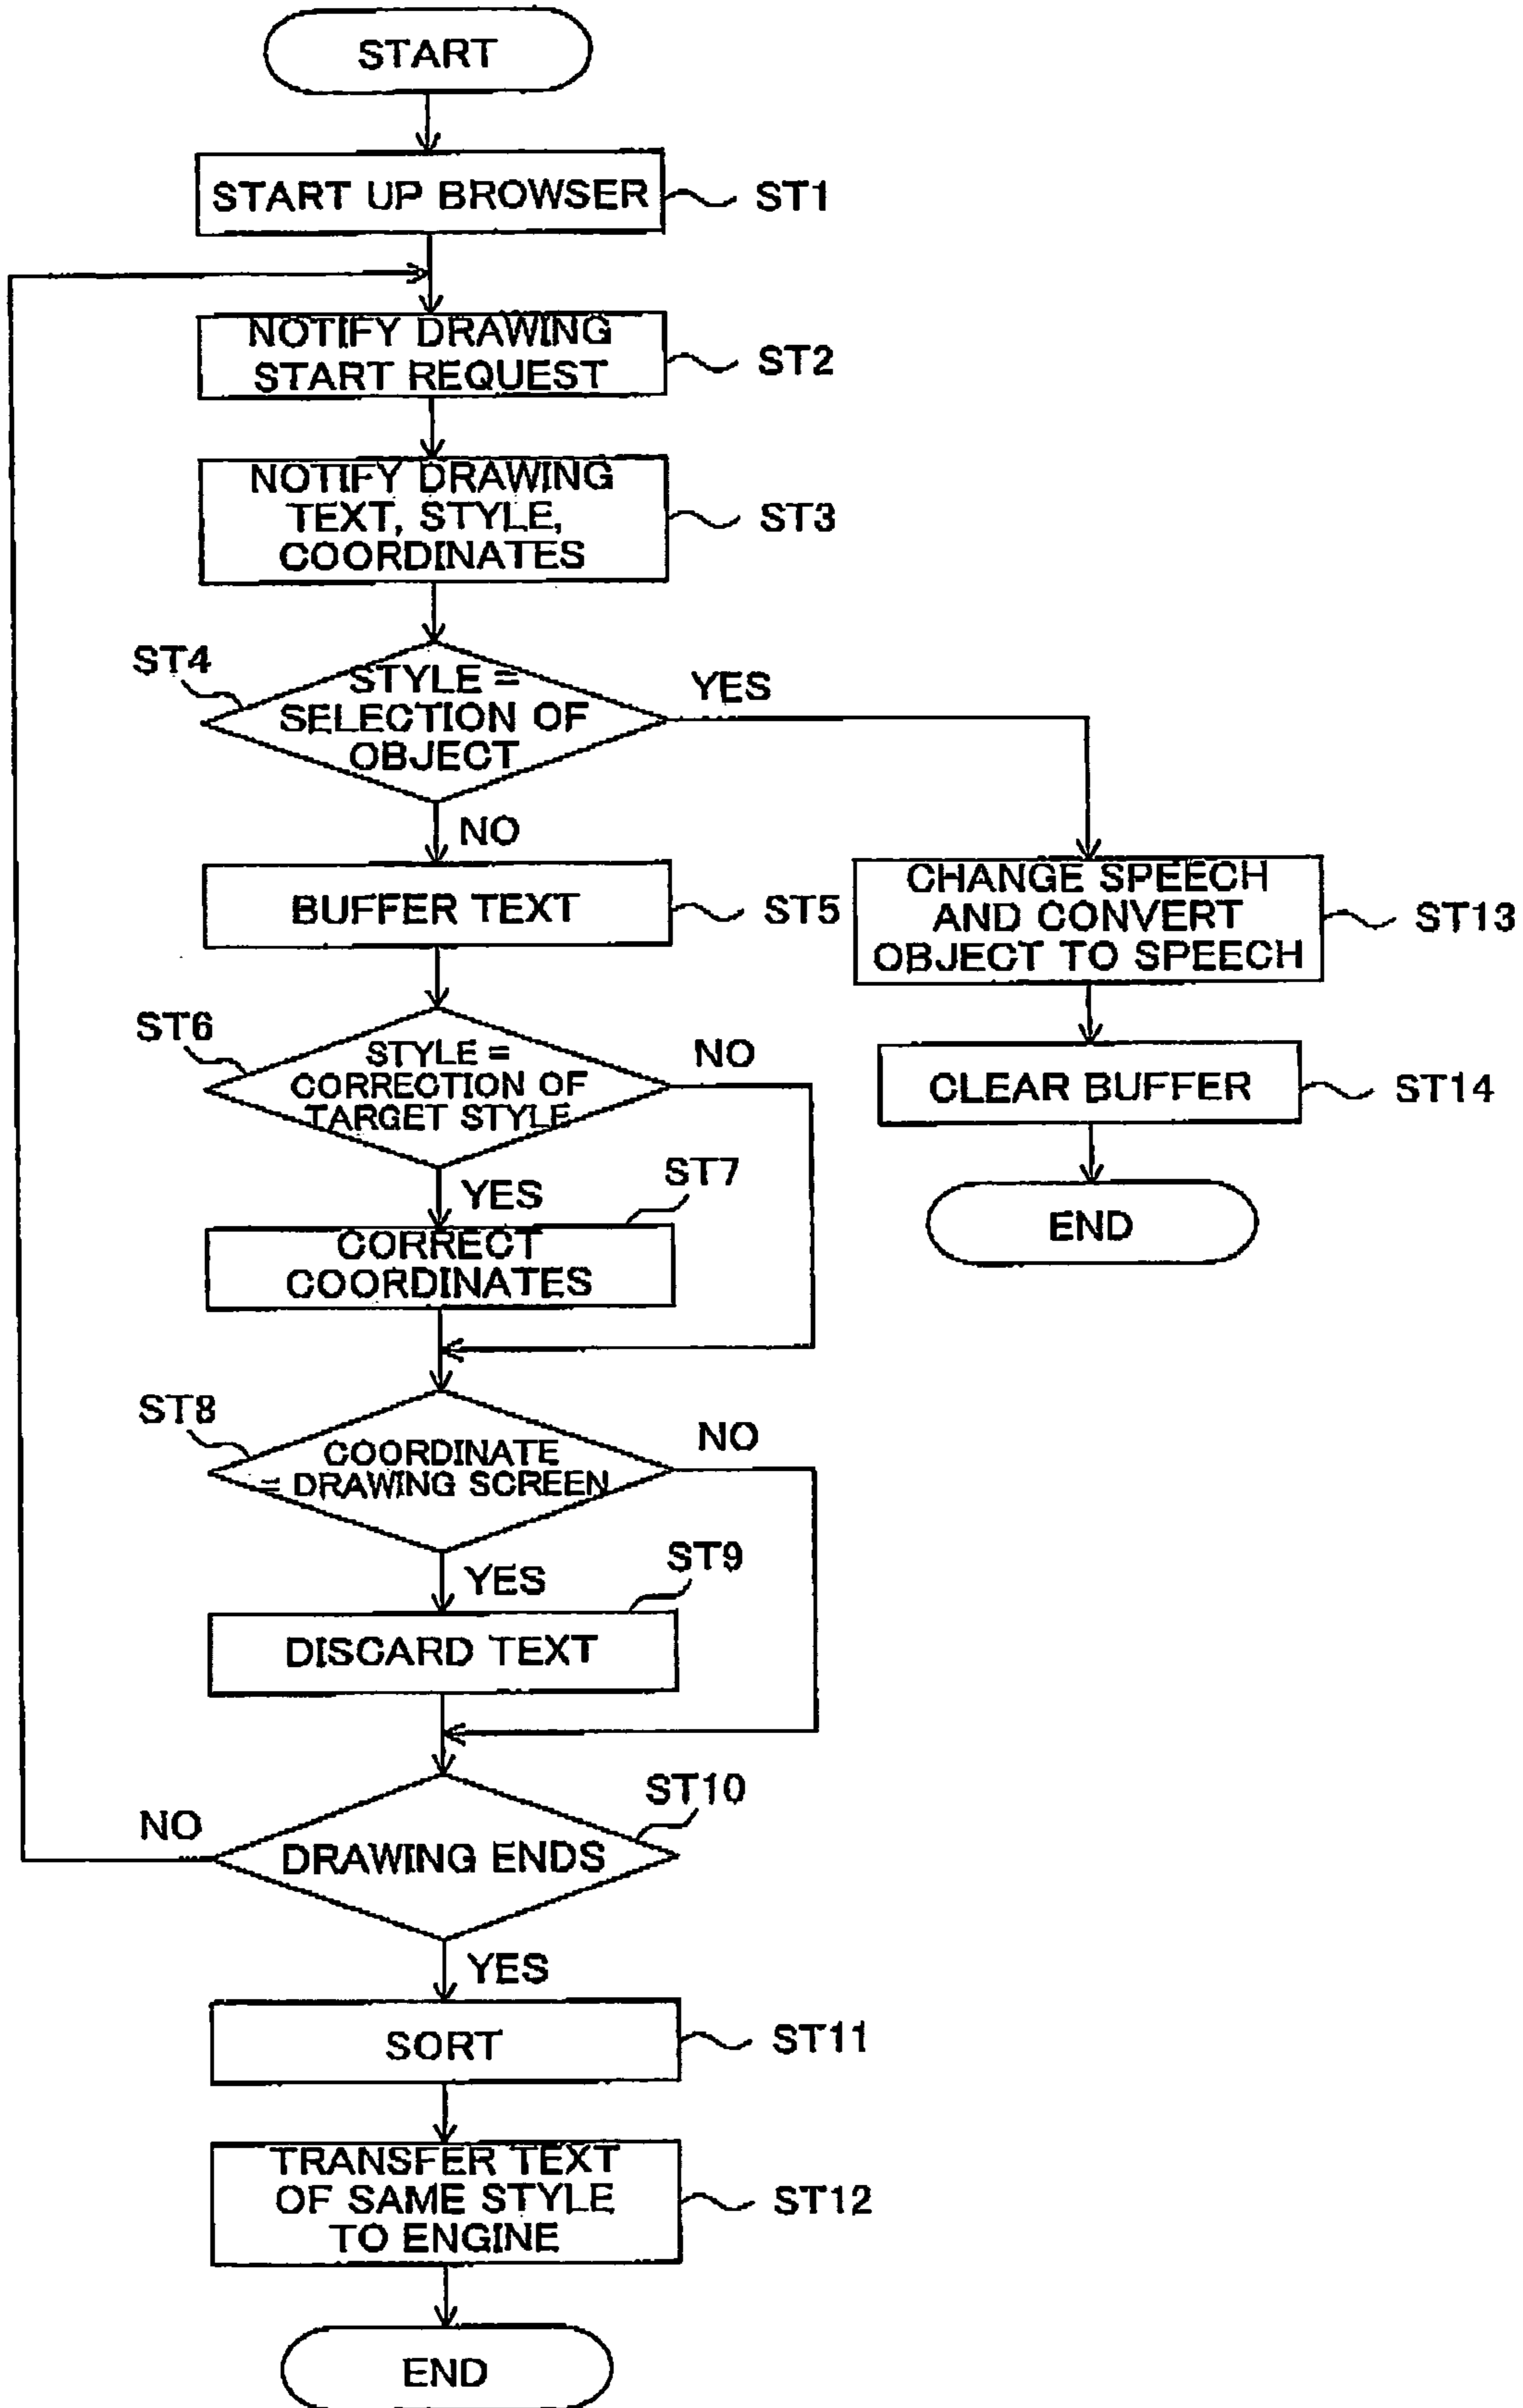 START
START UP BROWSER
ST1
NOTIFY DRAWING
START REQUEST
ST2
NOTIFY DRAWING
TEXT, STYLE,
COORDINATES
ST3
ST4
STYLE =
SELECTION OF
OBJECT
YES
NO
BUFFER TEXT
ST5
CHANGE SPEECH
AND CONVERT
OBJECT TO SPEECH
ST13
ST6
STYLE =
CORRECTION OF
TARGET STYLE
NO
CLEAR BUFFER
ST14
YES
ST7
CORRECT
COORDINATES
END
ST8
COORDINATE
= DRAWING SCREEN
NO
YES
ST9
DISCARD TEXT
ST10
NO
DRAWING ENDS
YES
SORT
ST11
TRANSFER TEXT
OF SAME STYLE
TO ENGINE
ST12
END